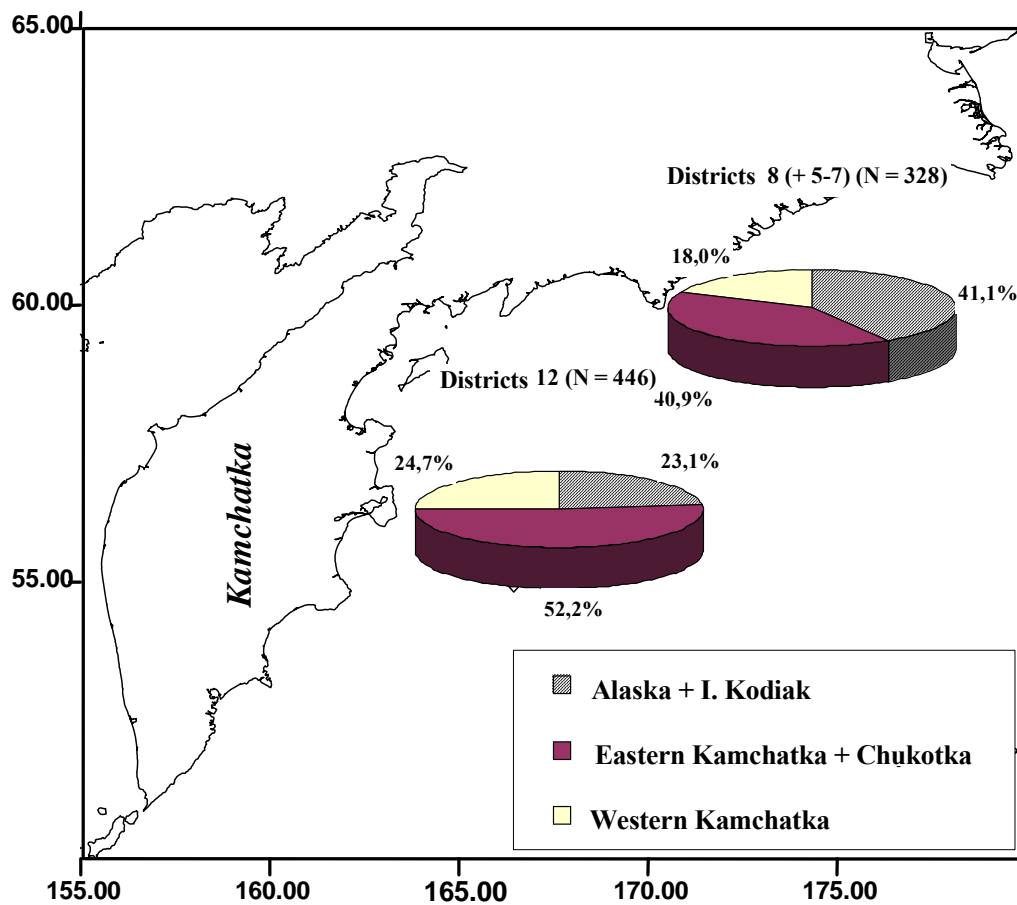 65.00
Districts 8 (+ 5-7) (N = 328)
18,0%
41,1%
60.00
Districts 12 (N = 446)
40,9%
24,7%
23,1%
Kamchatka
55.00
52,2%
Alaska + I. Kodiak
Eastern Kamchatka + Chukotka
Western Kamchatka
155.00 160.00 165.00 170.00 175.00